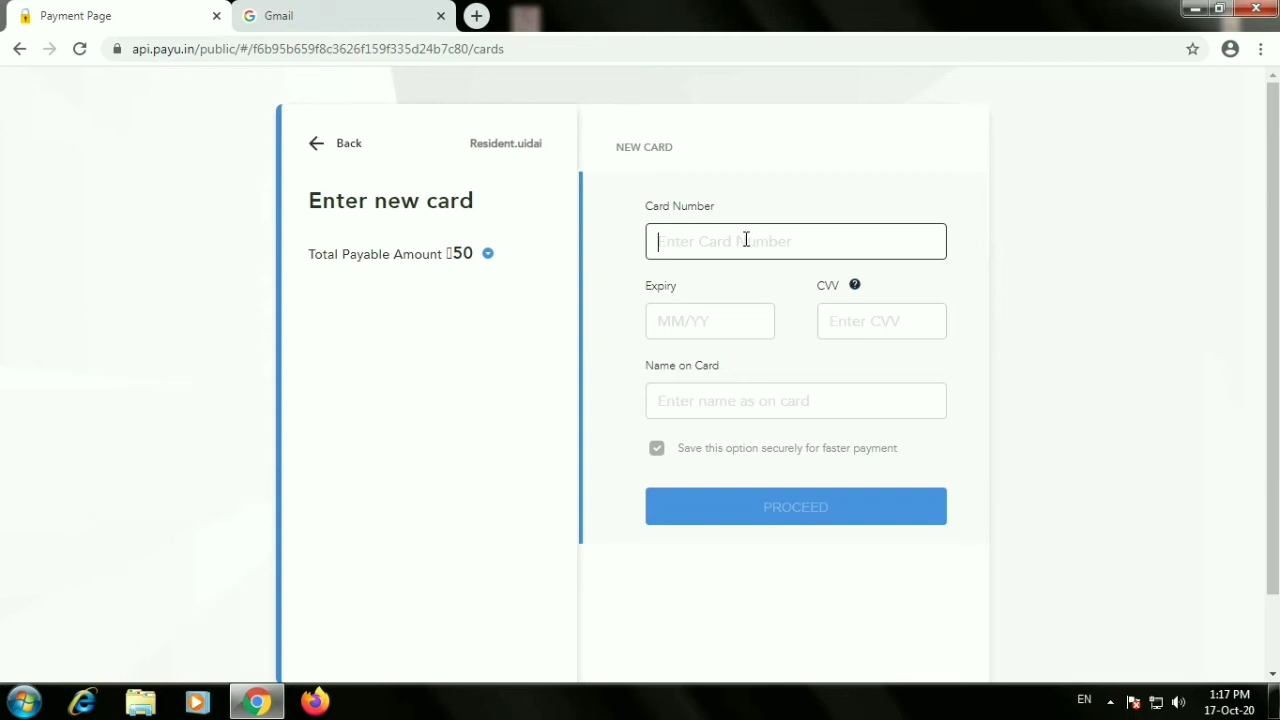 Payment Page
Gmail
api.payu.in/public/#/f6b95b659f8c3626f159f335d24b7c80/cards
Back
Resident.uidai
Enter new card
Total Payable Amount 50
NEW CARD
Card Number
Enter Card Number
Expiry
CVV
MM/YY
Enter CVV
Name on Card
Enter name as on card
Save this option securely for faster payment
PROCEED
EN
1:17 PM
17-Oct-20